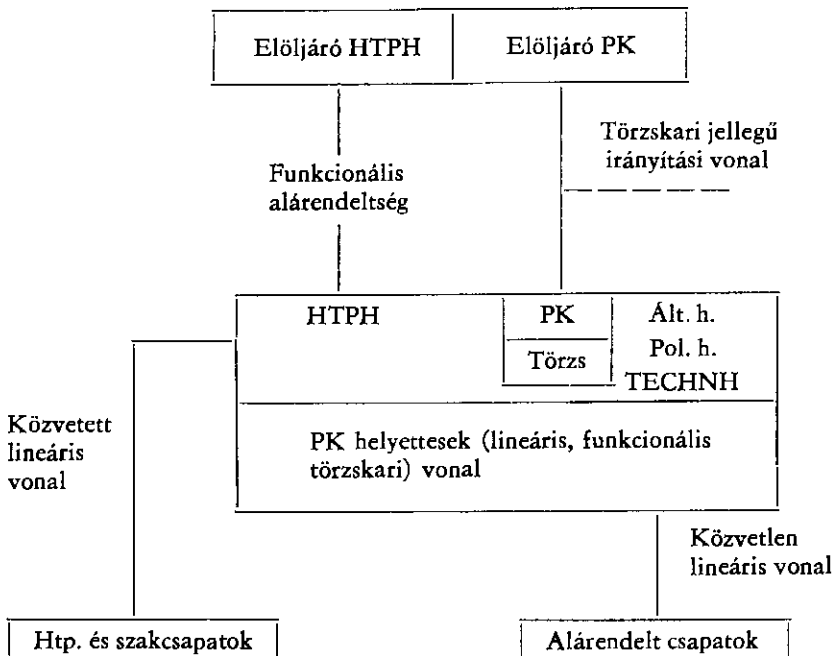 Elöljáró HTPH
Elöljáró PK
Törzskari jellegű
irányítási vonal
Funkcionális
alárendeltség
HTPH
PK
Ált. h.
Törzs
Pol. h.
TECHNH
Közvetett
lineáris
vonal
PK helyettesek (lineáris, funkcionális
törzskari) vonal
Közvetlen
lineáris vonal
Htp. és szakcsapatok
Alárendelt csapatok